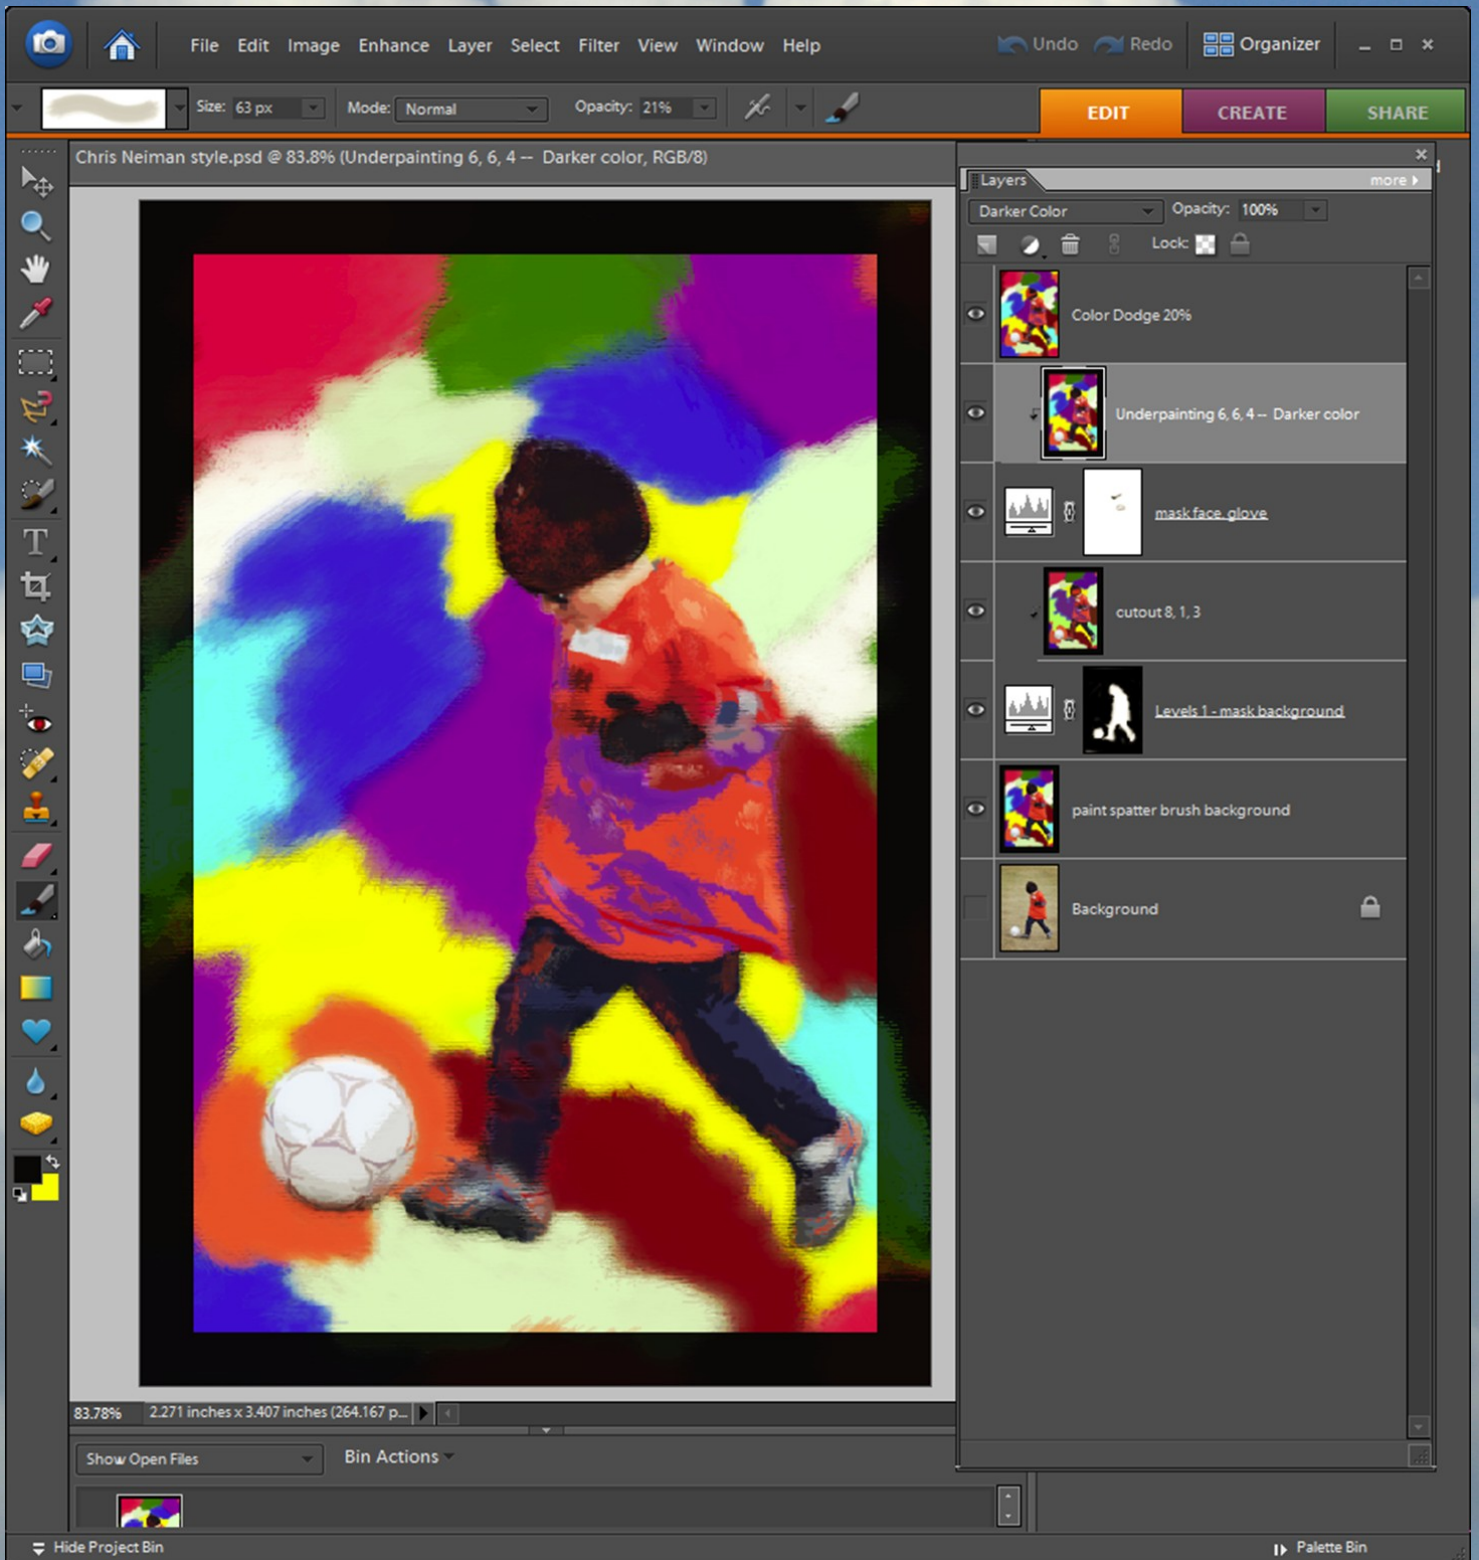 File Edit Image Enhance Layer Select Filter View Window Help Undo Redo Organizer
Size: 63 px Mode: Normal Opacity: 21% EDIT CREATE SHARE
Chris Neiman style.psd @ 83.8% (Underpainting 6, 6, 4 -- Darker color, RGB/8)
Layers more
Darker Color Opacity: 100%
Lock:
Color Dodge 20%
Underpainting 6, 6, 4 -- Darker color
mask face, glove
cutout 8, 1, 3
Levels 1 - mask background
paint spatter brush background
Background
83.78% 2.271 inches x 3.407 inches (264.167 p...
Show Open Files Bin Actions
Hide Project Bin Palette Bin